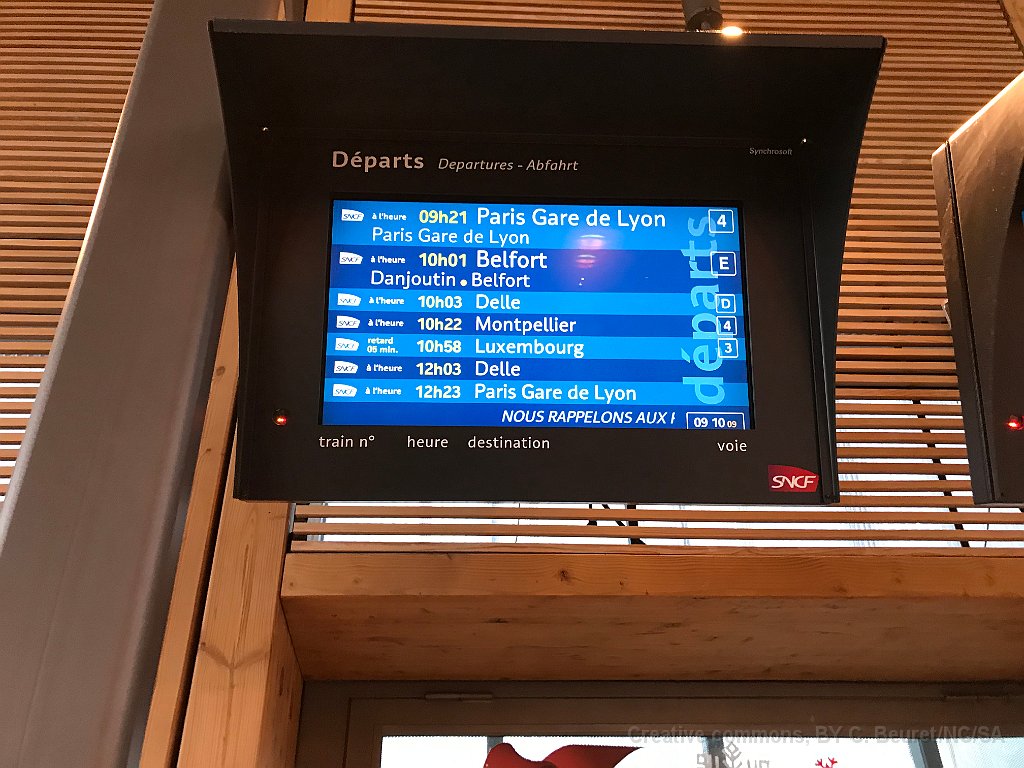 Départs Departures - Abfahrt
Synchrosoft
départs
SNCF à l'heure 09h21 Paris Gare de Lyon 4
Paris Gare de Lyon
SNCF à l'heure 10h01 Belfort E
Danjoutin • Belfort
SNCF à l'heure 10h03 Delle D
SNCF à l'heure 10h22 Montpellier 4
SNCF retard 05 min. 10h58 Luxembourg 3
SNCF à l'heure 12h03 Delle
SNCF à l'heure 12h23 Paris Gare de Lyon
NOUS RAPPELONS AUX 09 10 09
train n° heure destination voie
SNCF
Creative commons, BY C. Beuret/NC/SA